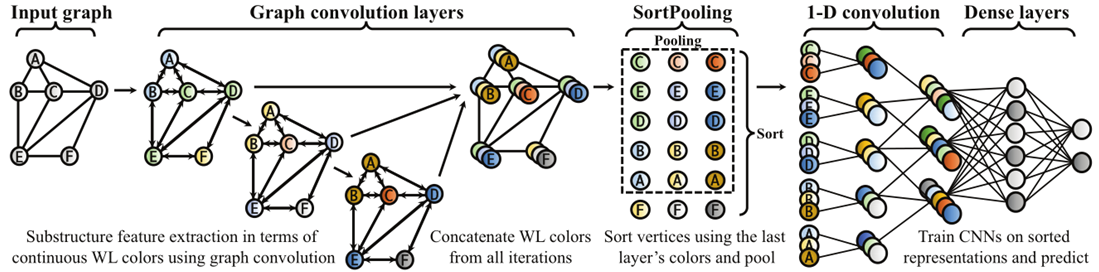 Input graph
Graph convolution layers
SortPooling
1-D convolution
Dense layers
A
B C D
E F
A
B C D
E F
A
B C D
E F
A
B C D
E F
A
B C D
E F
Pooling
C C C
E E E
D D D
B B B
A A A
F F F
Sort
C
C
C
E
E
E
D
D
D
B
B
B
A
A
A
Substructure feature extraction in terms of
continuous WL colors using graph convolution
Concatenate WL colors
from all iterations
Sort vertices using the last
layer's colors and pool
Train CNNs on sorted
representations and predict